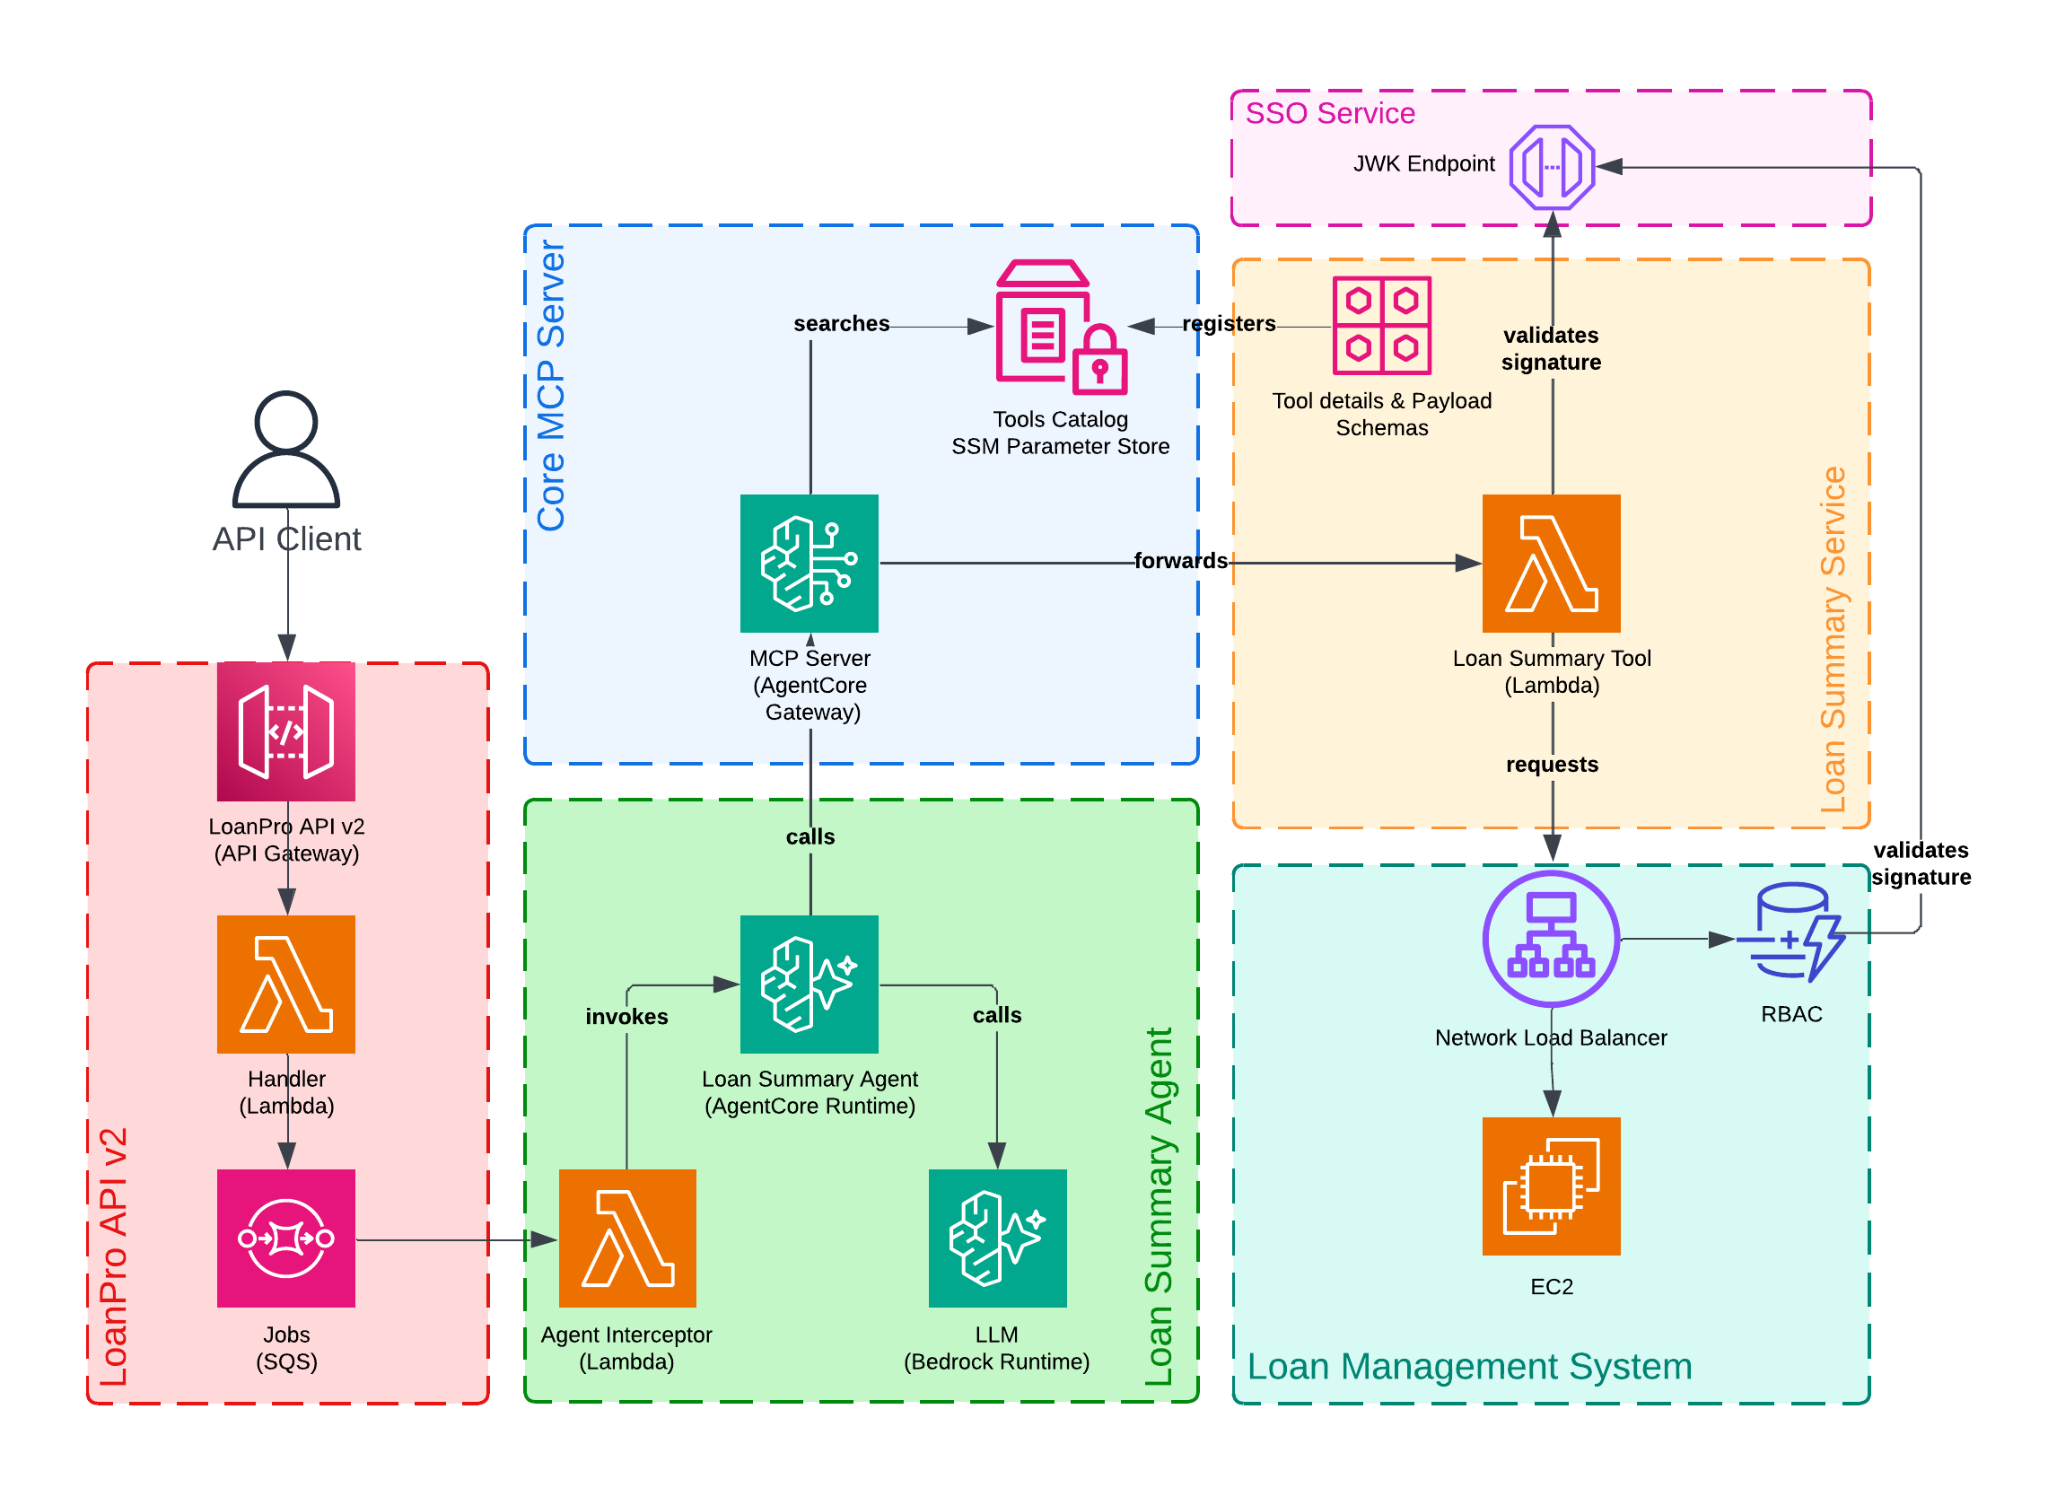 SSO Service
JWK Endpoint
Core MCP Server
searches
registers
validates
signature
Tools Catalog
SSM Parameter Store
Tool details & Payload
Schemas
Loan Summary Service
API Client
forwards
MCP Server
(AgentCore
Gateway)
Loan Summary Tool
(Lambda)
requests
LoanPro API v2
(API Gateway)
calls
validates
signature
invokes
calls
RBAC
Network Load Balancer
Handler
(Lambda)
Loan Summary Agent
(AgentCore Runtime)
Loan Summary Agent
LoanPro API v2
EC2
Jobs
(SQS)
Agent Interceptor
(Lambda)
LLM
(Bedrock Runtime)
Loan Management System